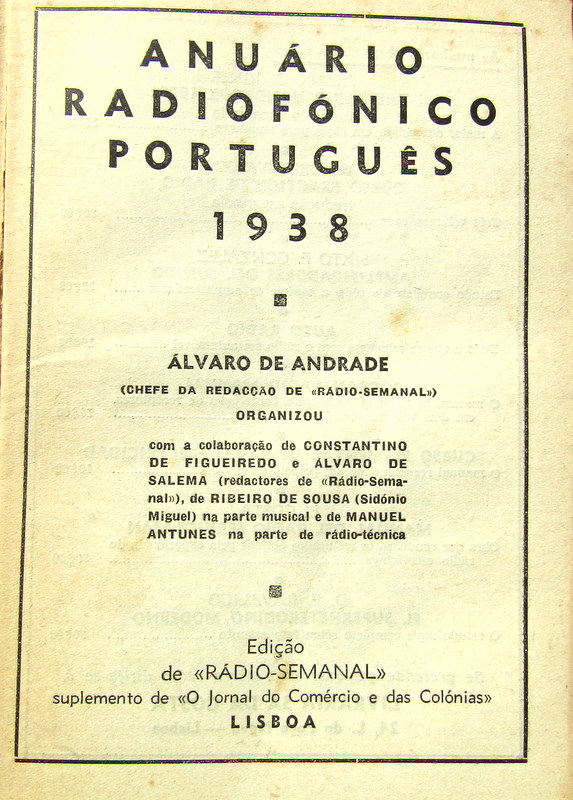 ANUÁRIO
RADIOFÓNICO
PORTUGUÊS
1938
ÁLVARO DE ANDRADE
(CHEFE DA REDACÇÃO DE «RÁDIO-SEMANAL»)
ORGANIZOU
com a colaboração de CONSTANTINO
DE FIGUEIREDO e ÁLVARO DE
SALEMA (redactores de «Rádio-Sema-
nal»), de RIBEIRO DE SOUSA (Sidónio
Miguel) na parte musical e de MANUEL
ANTUNES na parte de rádio-técnica
Edição
de «RÁDIO-SEMANAL»
suplemento de «O Jornal do Comércio e das Colónias»
LISBOA